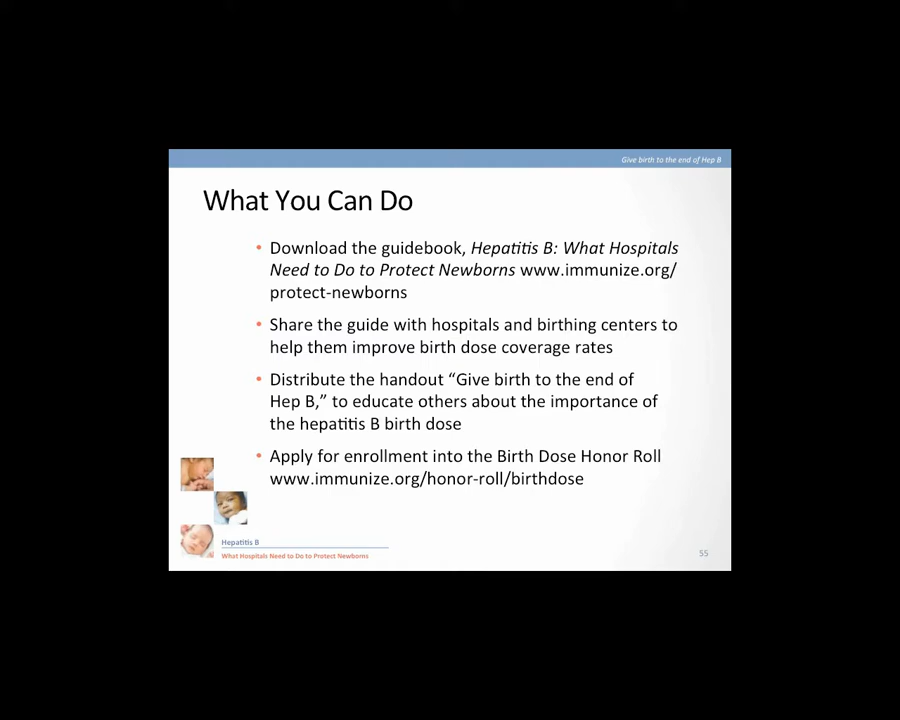 Give birth to the end of Hep B
What You Can Do
• Download the guidebook, Hepatitis B: What Hospitals
Need to Do to Protect Newborns www.immunize.org/
protect-newborns
• Share the guide with hospitals and birthing centers to
help them improve birth dose coverage rates
• Distribute the handout “Give birth to the end of
Hep B,” to educate others about the importance of
the hepatitis B birth dose
• Apply for enrollment into the Birth Dose Honor Roll
www.immunize.org/honor-roll/birthdose
Hepatitis B
What Hospitals Need to Do to Protect Newborns
55